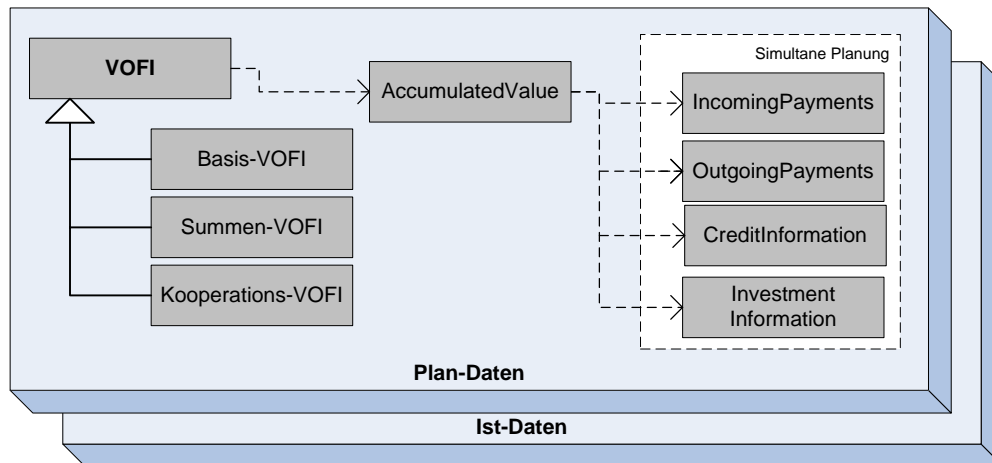 Simultane Planung
VOFI
AccumulatedValue
IncomingPayments
OutgoingPayments
CreditInformation
Investment
Information
Basis-VOFI
Summen-VOFI
Kooperations-VOFI
Plan-Daten
Ist-Daten